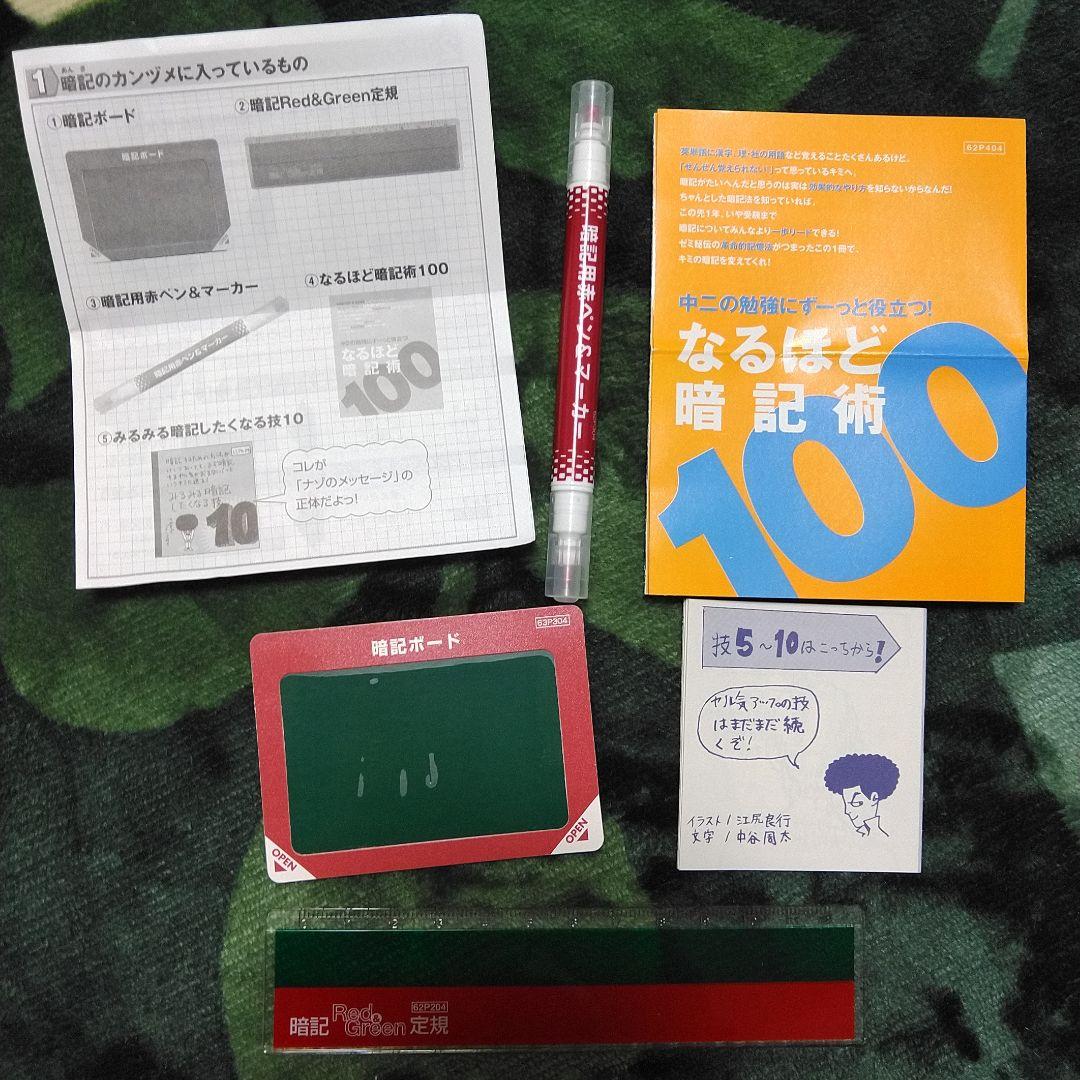 1 暗記のカンヅメに入っているもの
あんき
①暗記ボード
②暗記Red&Green定規
暗記ボード
③暗記用赤ペン&マーカー
④なるほど暗記術100
暗記用赤ペン&マーカー
中二の勉強にずーっと役立つ!
なるほど
暗記術
100
⑤みるみる暗記したくなる技10
みるみる暗記
したくなる技
10
コレが
「ナゾのメッセージ」の
正体だよっ!
暗記用赤ペン&マーカー
62P404
英単語に漢字、理・社の用語など覚えることたくさんあるけど、
「ぜんぜん覚えられない!」って思っているキミへ。
暗記がたいへんだと思うのは実は効果的なやり方を知らないからなんだ!
ちゃんとした暗記法を知っていれば、
この先1年、いや受験まで
暗記についてみんなより一歩リードできる!
ゼミ秘伝の革命的記憶法がつまったこの1冊で、
キミの暗記を変えてくれ!
中二の勉強にずーっと役立つ!
なるほど
暗記術
100
63P304
暗記ボード
OPEN
OPEN
技5〜10はこっちから!
ヤル気アップの技
はまだまだ続
くぞ!
イラスト/江尻良行
文字/中谷周太
暗記 Red&Green 定規
62P204